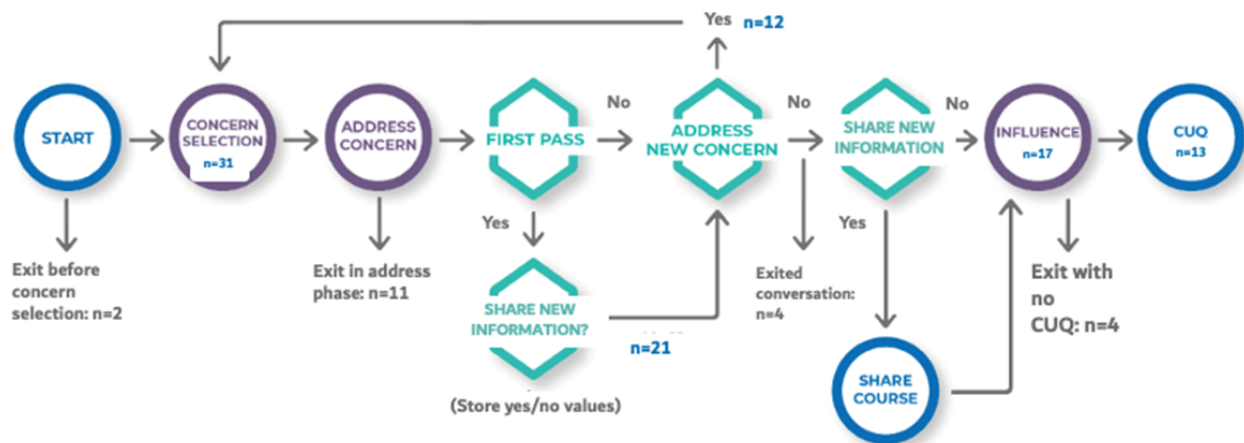 Yes n=12
START
CONCERN
SELECTION
n=31
ADDRESS
CONCERN
FIRST PASS
No
ADDRESS
NEW CONCERN
No
SHARE NEW
INFORMATION
No
INFLUENCE
n=17
CUQ
n=13
Yes
Yes
Exit before
concern
selection: n=2
Exit in address
phase: n=11
SHARE NEW
INFORMATION?
n=21
(Store yes/no values)
Exited
conversation:
n=4
SHARE
COURSE
Exit with
no
CUQ: n=4